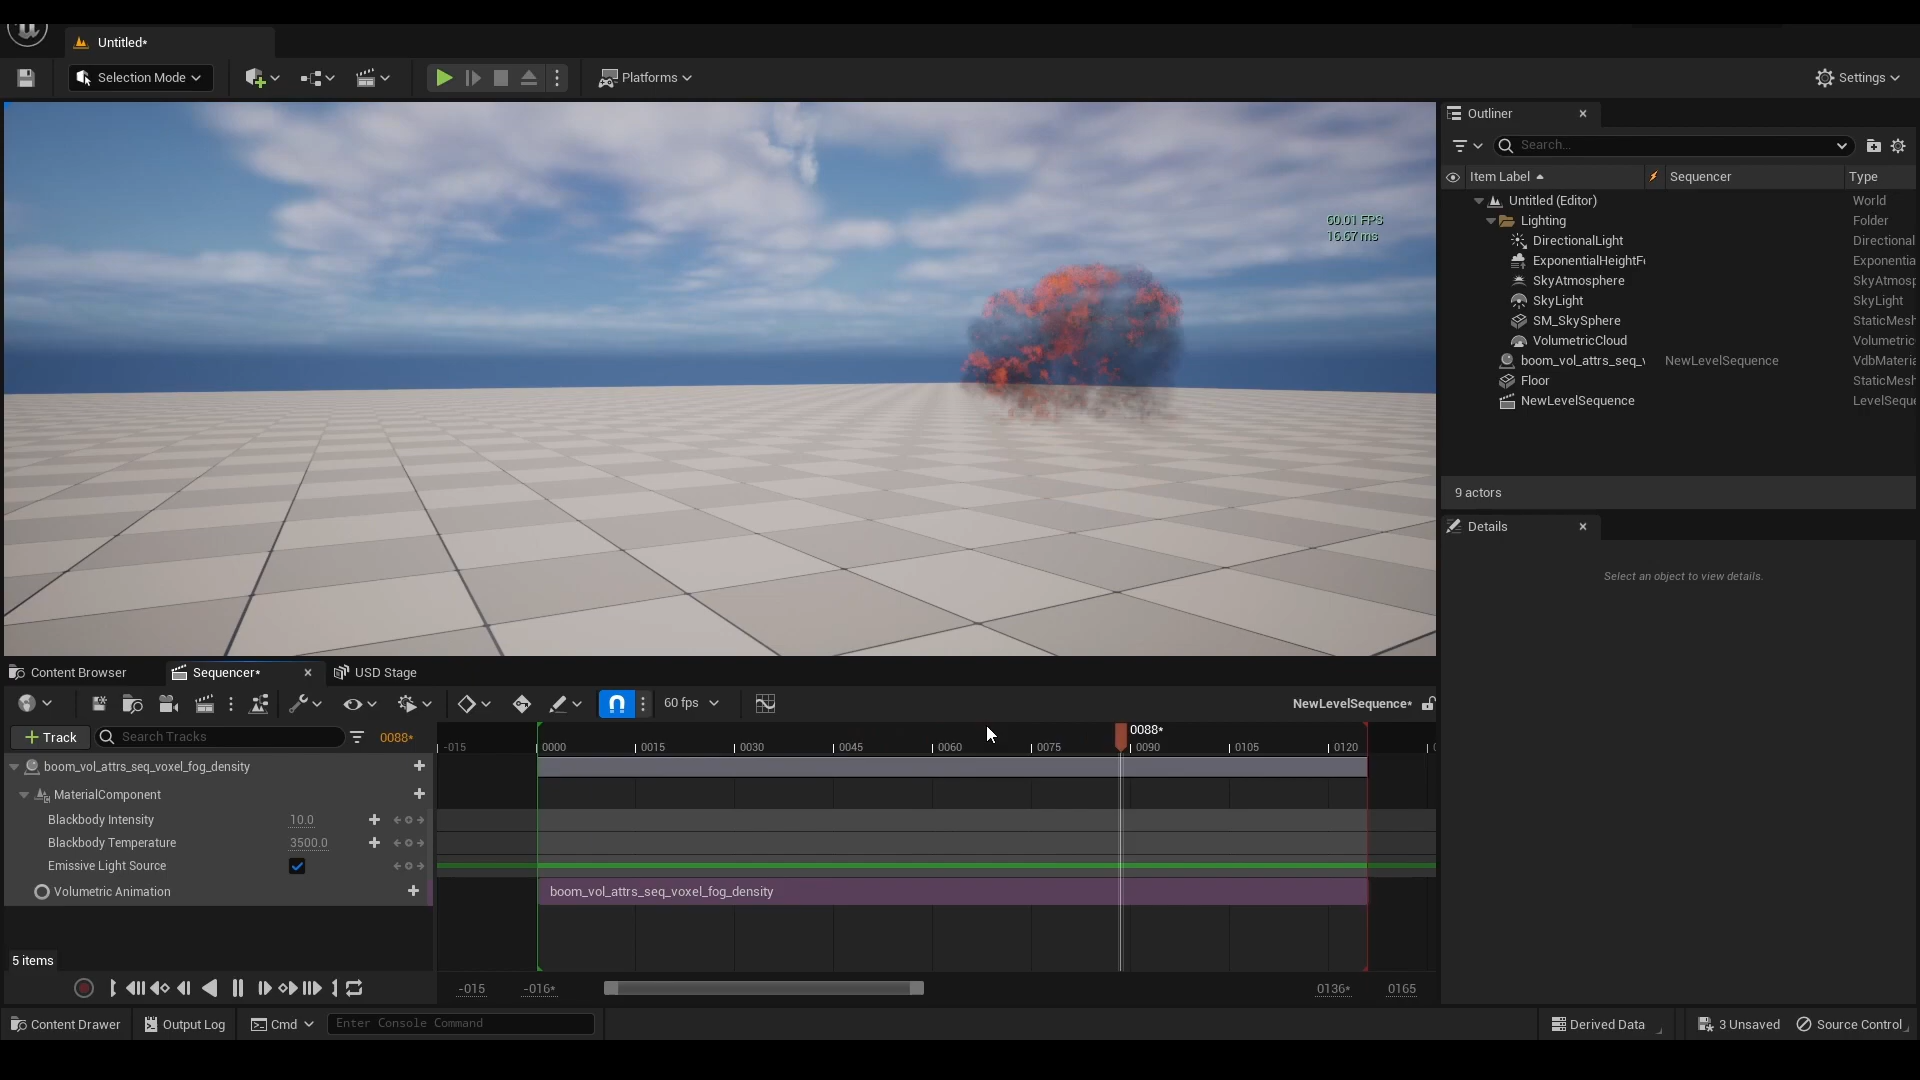 Untitled*
Selection Mode
Platforms
Settings
60.01 FPS
16.67 ms
Outliner
Search...
Item Label
Sequencer
Type
Untitled (Editor)
World
Lighting
Folder
DirectionalLight
Directional
ExponentialHeightF
Exponentia
SkyAtmosphere
SkyAtmosp
SkyLight
SkyLight
SM_SkySphere
StaticMesh
VolumetricCloud
Volumetric
boom_vol_attrs_seq_v
NewLevelSequence
VdbMateria
Floor
StaticMesh
NewLevelSequence
LevelSeque
9 actors
Details
Select an object to view details.
Content Browser
Sequencer*
USD Stage
60 fps
NewLevelSequence*
Track
Search Tracks
0088*
-015
0000
0015
0030
0045
0060
0075
0088*
0090
0105
0120
boom_vol_attrs_seq_voxel_fog_density
MaterialComponent
Blackbody Intensity
10.0
Blackbody Temperature
3500.0
Emissive Light Source
Volumetric Animation
boom_vol_attrs_seq_voxel_fog_density
5 items
-015
-016*
0136*
0165
Content Drawer
Output Log
Cmd
Enter Console Command
Derived Data
3 Unsaved
Source Control